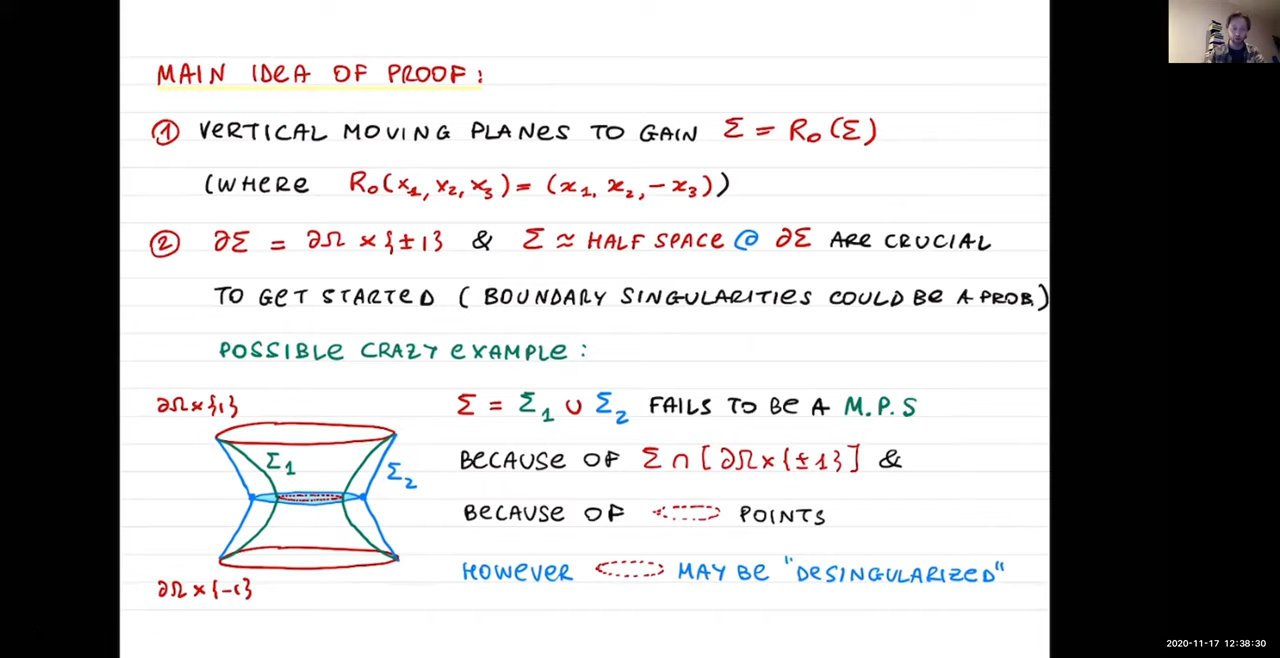 MAIN IDEA OF PROOF:
① VERTICAL MOVING PLANES TO GAIN Σ = R₀(Σ)
(WHERE R₀(x₁, x₂, x₃) = (x₁, x₂, -x₃))
② ∂Σ = ∂Ω × {±1} & Σ ≈ HALF SPACE @ ∂Σ ARE CRUCIAL
TO GET STARTED ( BOUNDARY SINGULARITIES COULD BE A PROB.)
POSSIBLE CRAZY EXAMPLE:
∂Ω × {1}
Σ₁
Σ₂
∂Ω × {-1}
Σ = Σ₁ ∪ Σ₂ FAILS TO BE A M.P.S
BECAUSE OF Σ ∩ [∂Ω × {±1}] &
BECAUSE OF POINTS
HOWEVER MAY BE "DESINGULARIZED"
2020-11-17 12:38:30